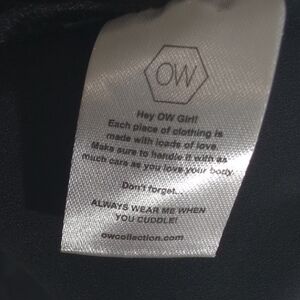 OW
Hey OW Girl!
Each piece of clothing is
made with loads of love.
Make sure to handle it with as
much care as you love your body.
Don't forget...
ALWAYS WEAR ME WHEN
YOU CUDDLE!
owcollection.com